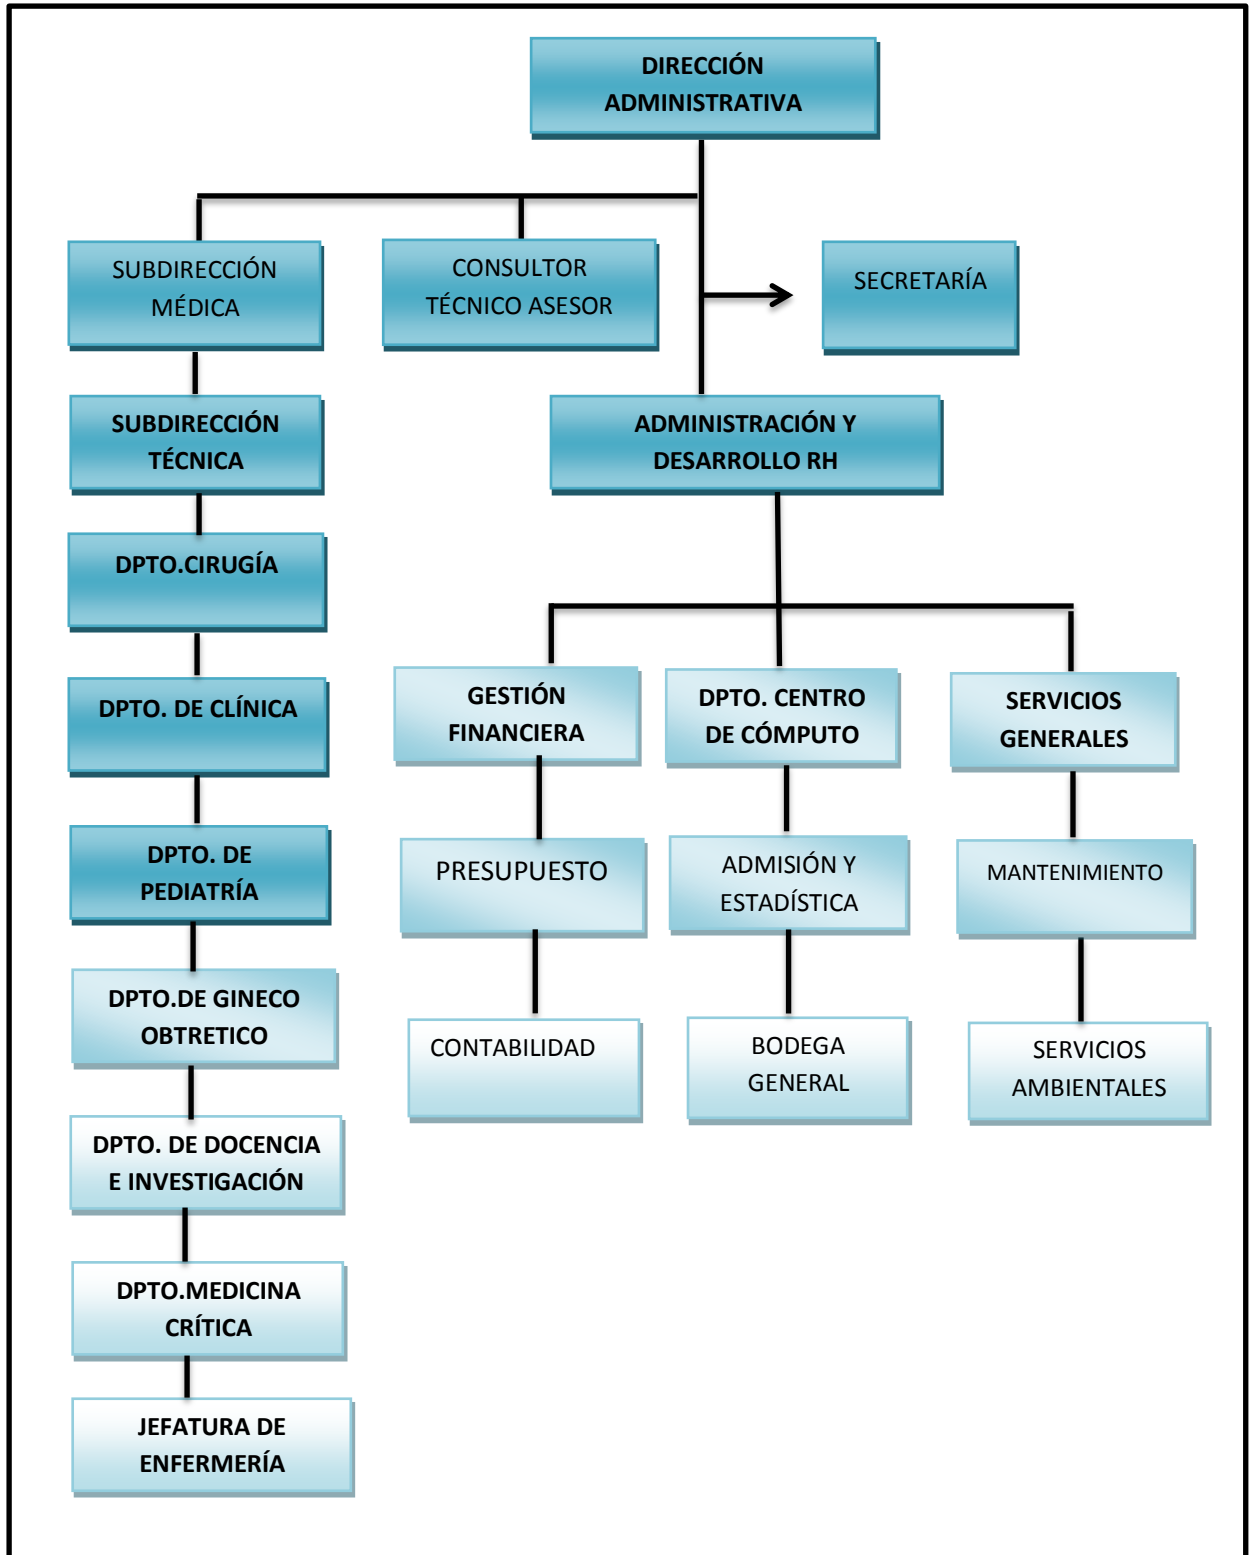 DIRECCIÓN
ADMINISTRATIVA
SUBDIRECCIÓN
MÉDICA
CONSULTOR
TÉCNICO ASESOR
SECRETARÍA
SUBDIRECCIÓN
TÉCNICA
ADMINISTRACIÓN Y
DESARROLLO RH
DPTO.CIRUGÍA
DPTO. DE CLÍNICA
GESTIÓN
FINANCIERA
DPTO. CENTRO
DE CÓMPUTO
SERVICIOS
GENERALES
DPTO. DE
PEDIATRÍA
PRESUPUESTO
ADMISIÓN Y
ESTADÍSTICA
MANTENIMIENTO
DPTO.DE GINECO
OBTRETICO
CONTABILIDAD
BODEGA
GENERAL
SERVICIOS
AMBIENTALES
DPTO. DE DOCENCIA
E INVESTIGACIÓN
DPTO.MEDICINA
CRÍTICA
JEFATURA DE
ENFERMERÍA